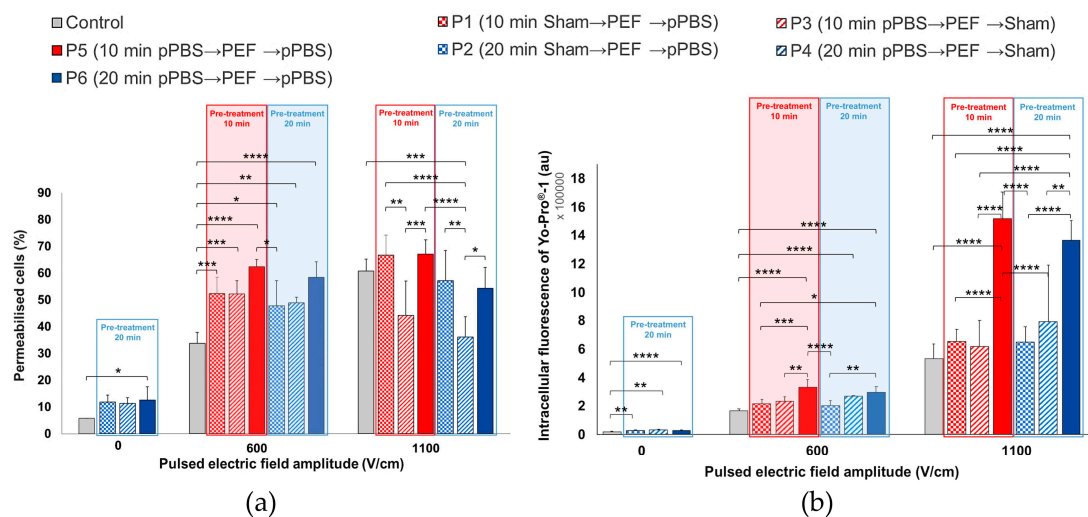 Control
P1 (10 min Sham→PEF →pPBS)
P3 (10 min pPBS→PEF→Sham)
P5 (10 min pPBS→PEF →pPBS)
P2 (20 min Sham→PEF →pPBS)
P4 (20 min pPBS→PEF→Sham)
P6 (20 min pPBS→PEF →pPBS)
Permeabilised cells (%)
90
80
70
60
50
40
30
20
10
0
Pre-treatment
20 min
*
Pre-treatment
10 min
Pre-treatment
20 min
****
**
*
****
***
***
*
Pre-treatment
10 min
Pre-treatment
20 min
***
****
**
****
***
**
*
0
600
1100
Pulsed electric field amplitude (V/cm)
(a)
Intracellular fluorescence of Yo-Pro®-1 (au)
x 100000
18
16
14
12
10
8
6
4
2
0
Pre-treatment
20 min
****
**
**
Pre-treatment
10 min
Pre-treatment
20 min
****
****
****
*
***
****
**
**
Pre-treatment
10 min
Pre-treatment
20 min
****
****
****
****
**
****
****
****
****
****
0
600
1100
Pulsed electric field amplitude (V/cm)
(b)